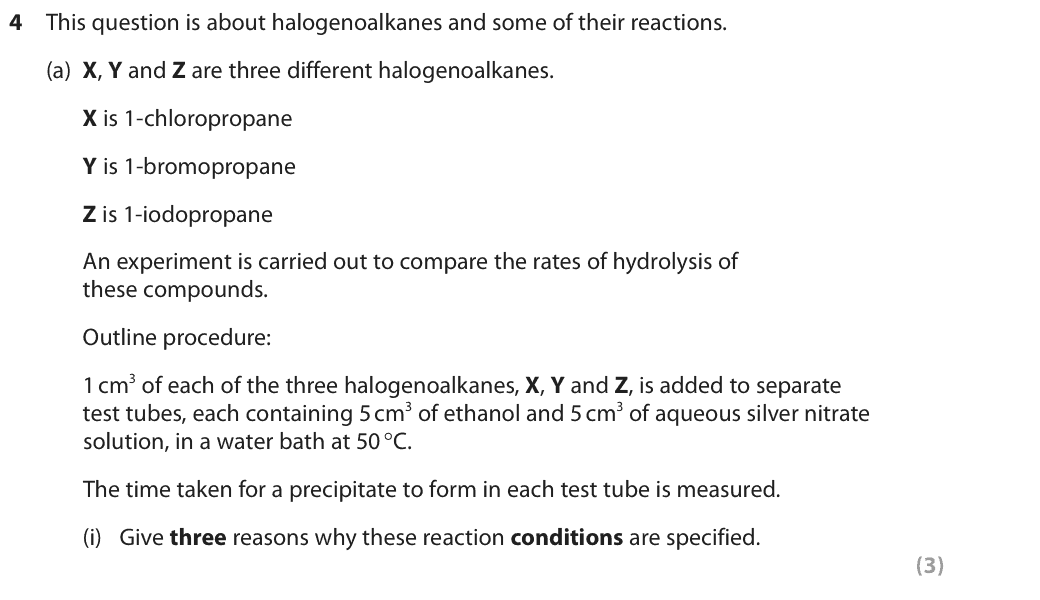 4 This question is about halogenoalkanes and some of their reactions.
(a) X, Y and Z are three different halogenoalkanes.
X is 1-chloropropane
Y is 1-bromopropane
Z is 1-iodopropane
An experiment is carried out to compare the rates of hydrolysis of
these compounds.
Outline procedure:
1 cm³ of each of the three halogenoalkanes, X, Y and Z, is added to separate
test tubes, each containing 5 cm³ of ethanol and 5 cm³ of aqueous silver nitrate
solution, in a water bath at 50 °C.
The time taken for a precipitate to form in each test tube is measured.
(i) Give three reasons why these reaction conditions are specified.
(3)